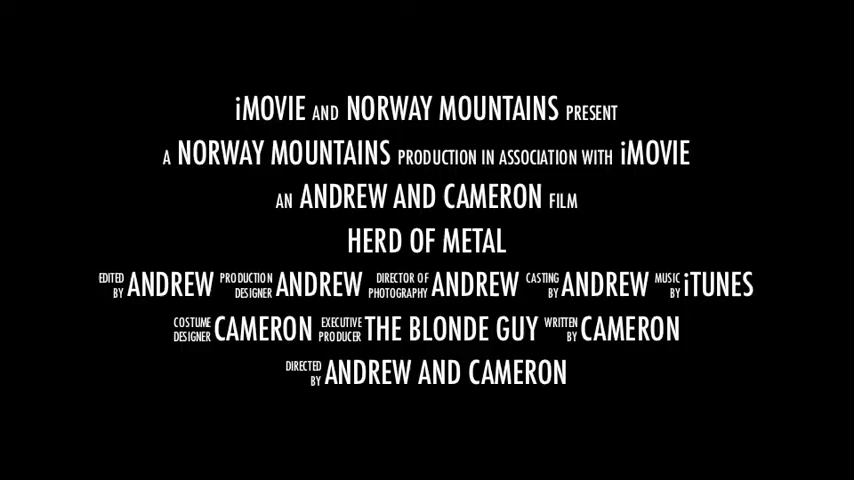 iMOVIE AND NORWAY MOUNTAINS PRESENT
A NORWAY MOUNTAINS PRODUCTION IN ASSOCIATION WITH iMOVIE
AN ANDREW AND CAMERON FILM
HERD OF METAL
EDITED BY ANDREW PRODUCTION DESIGNER ANDREW DIRECTOR OF PHOTOGRAPHY ANDREW CASTING BY ANDREW MUSIC BY iTUNES
COSTUME DESIGNER CAMERON EXECUTIVE PRODUCER THE BLONDE GUY WRITTEN BY CAMERON
DIRECTED BY ANDREW AND CAMERON